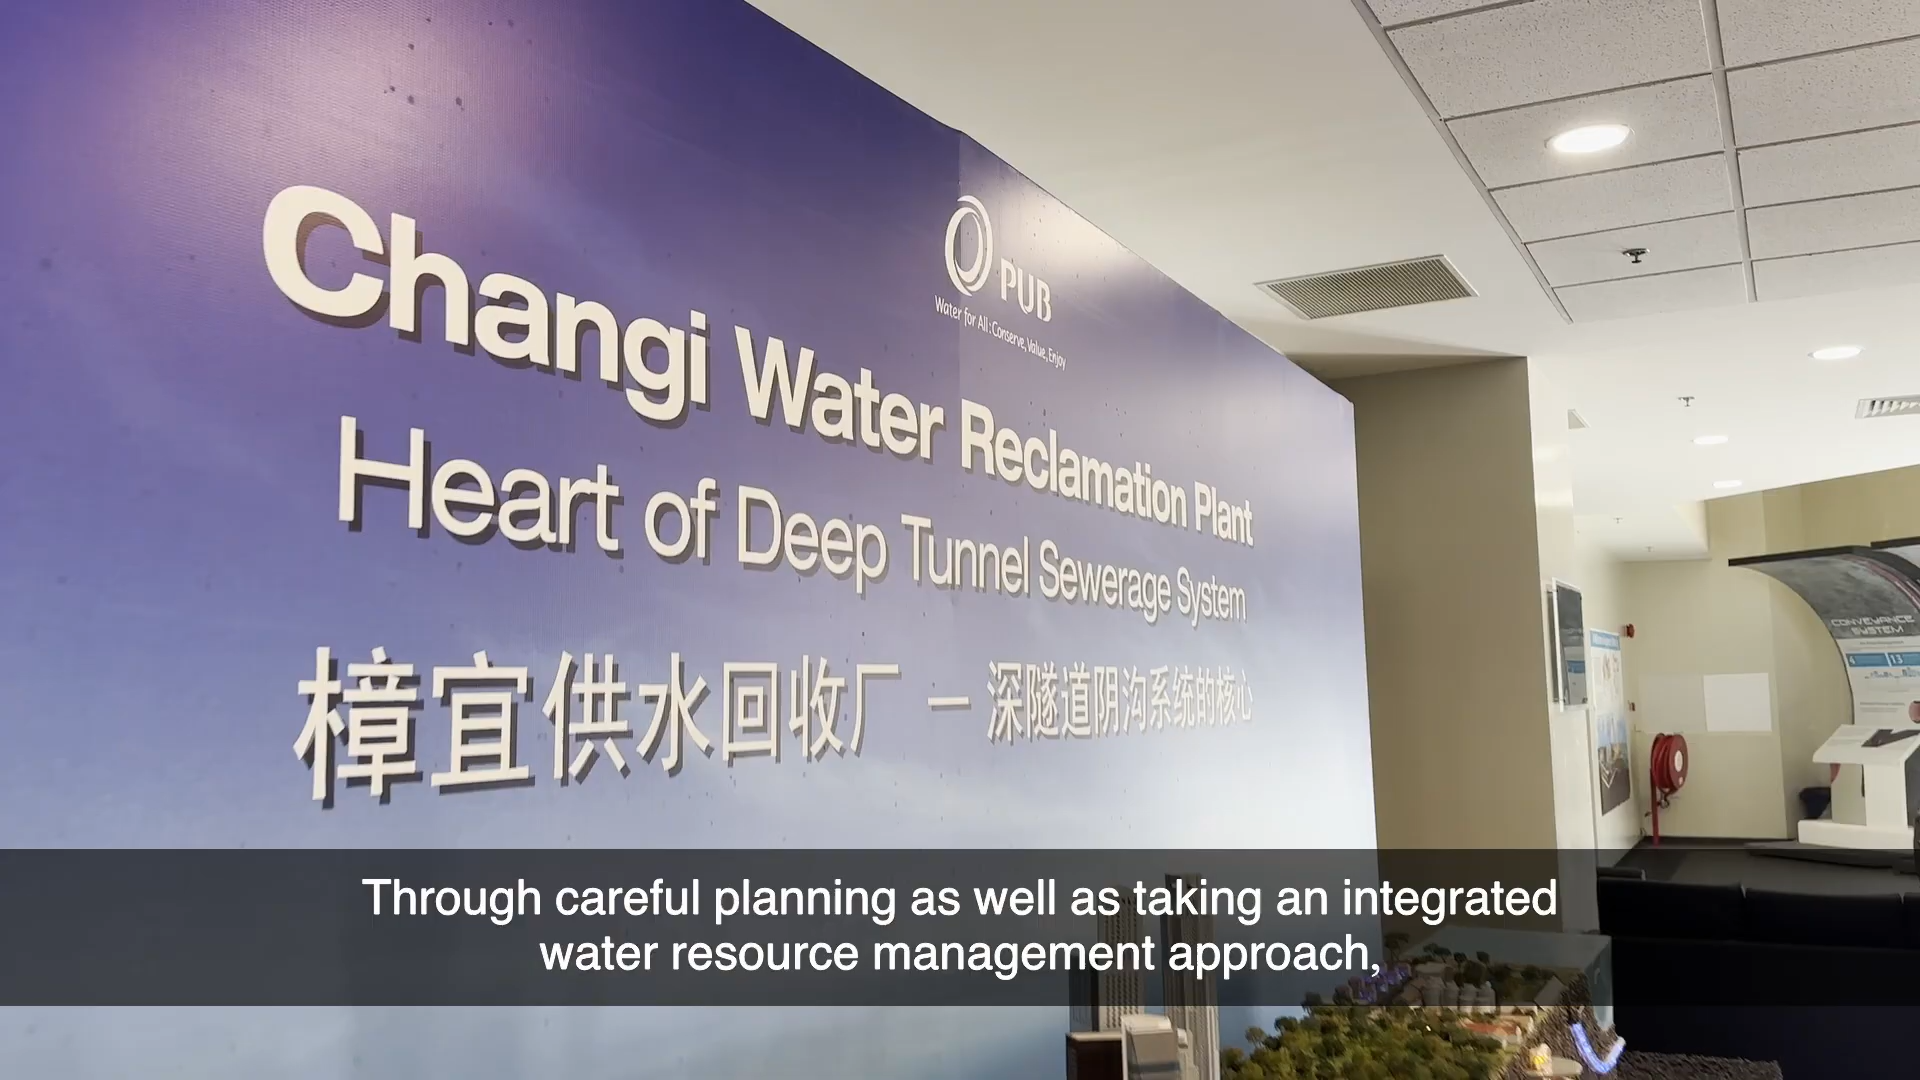 PUB
Water for All: Conserve, Value, Enjoy
Changi Water Reclamation Plant
Heart of Deep Tunnel Sewerage System
樟宜供水回收厂 – 深隧道阴沟系统的核心
CONVEYANCE
SYSTEM
4 13
Through careful planning as well as taking an integrated
water resource management approach,